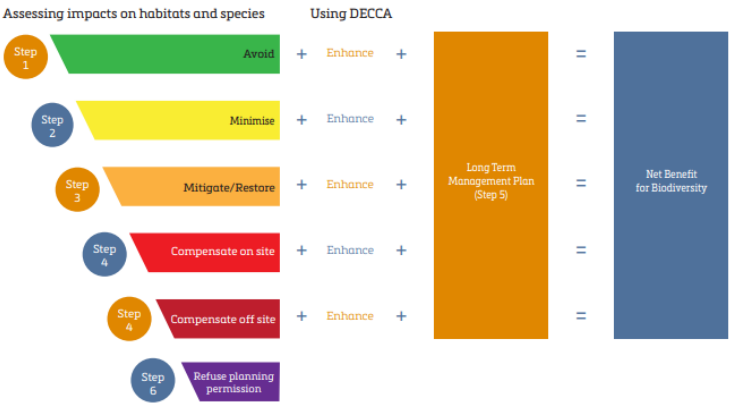 Assessing impacts on habitats and species Using DECCA
Step
1
Avoid + Enhance + =
Step
2
Minimise + Enhance + =
Step
3
Mitigate/Restore + Enhance + =
Long Term
Management Plan
(Step 5)
Net Benefit
for Biodiversity
Step
4
Compensate on site + Enhance + =
Step
4
Compensate off site + Enhance + =
Step
6
Refuse planning
permission